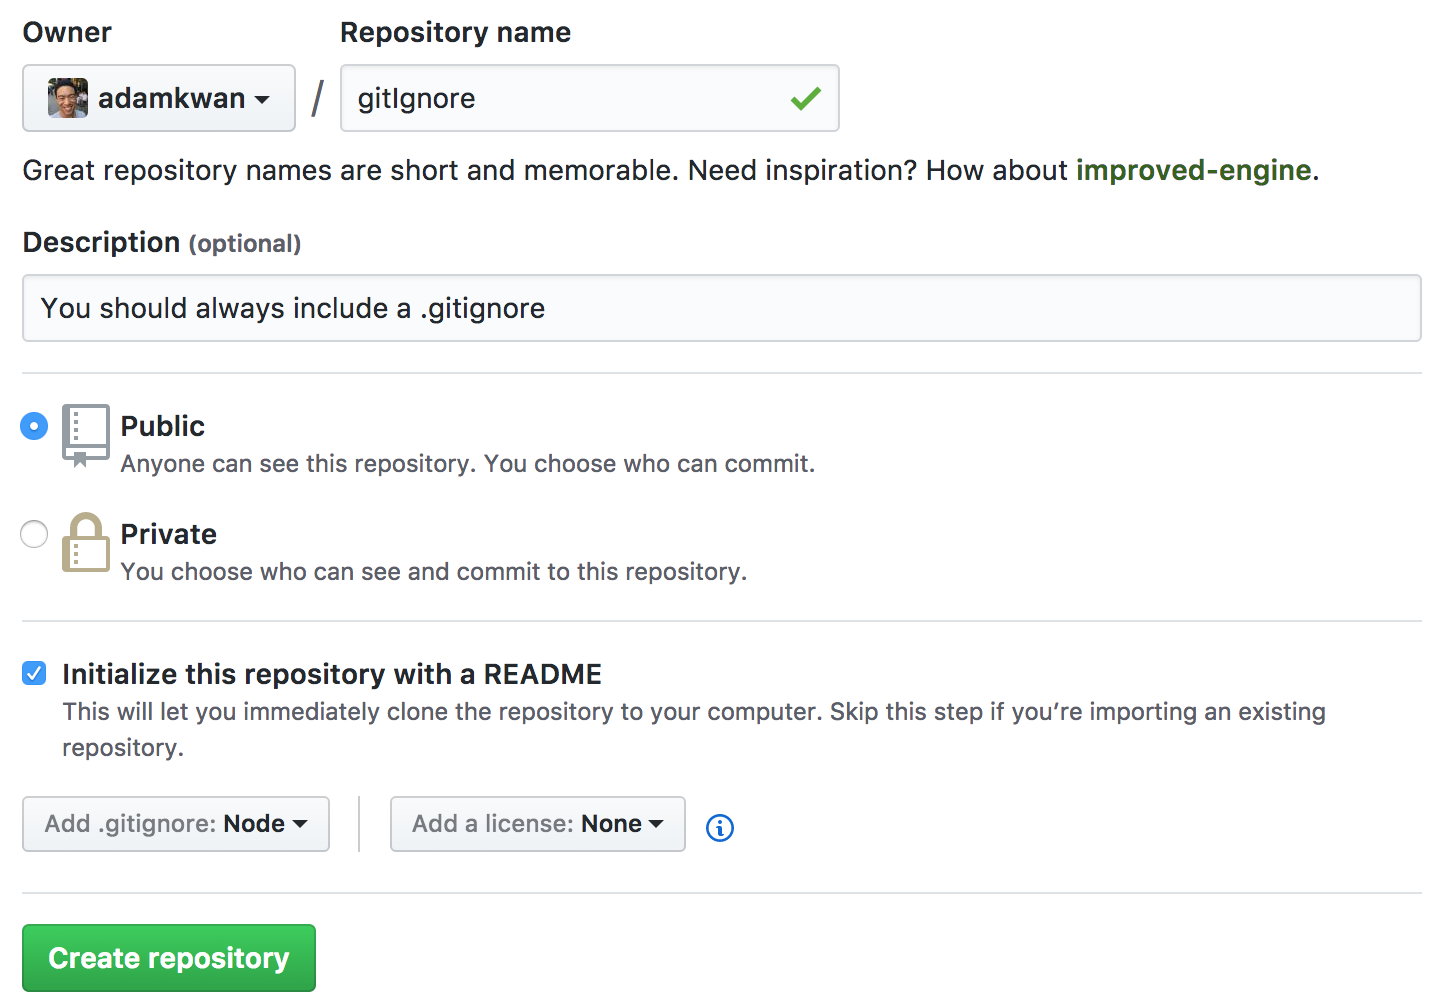 Owner
Repository name
adamkwan / gitIgnore
Great repository names are short and memorable. Need inspiration? How about improved-engine.
Description (optional)
You should always include a .gitignore
Public
Anyone can see this repository. You choose who can commit.
Private
You choose who can see and commit to this repository.
Initialize this repository with a README
This will let you immediately clone the repository to your computer. Skip this step if you’re importing an existing
repository.
Add .gitignore: Node
Add a license: None
Create repository